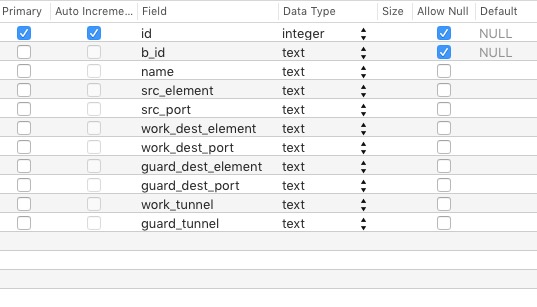 Primary Auto Increme... Field Data Type Size Allow Null Default
id integer NULL
b_id text NULL
name text
src_element text
src_port text
work_dest_element text
work_dest_port text
guard_dest_element text
guard_dest_port text
work_tunnel text
guard_tunnel text